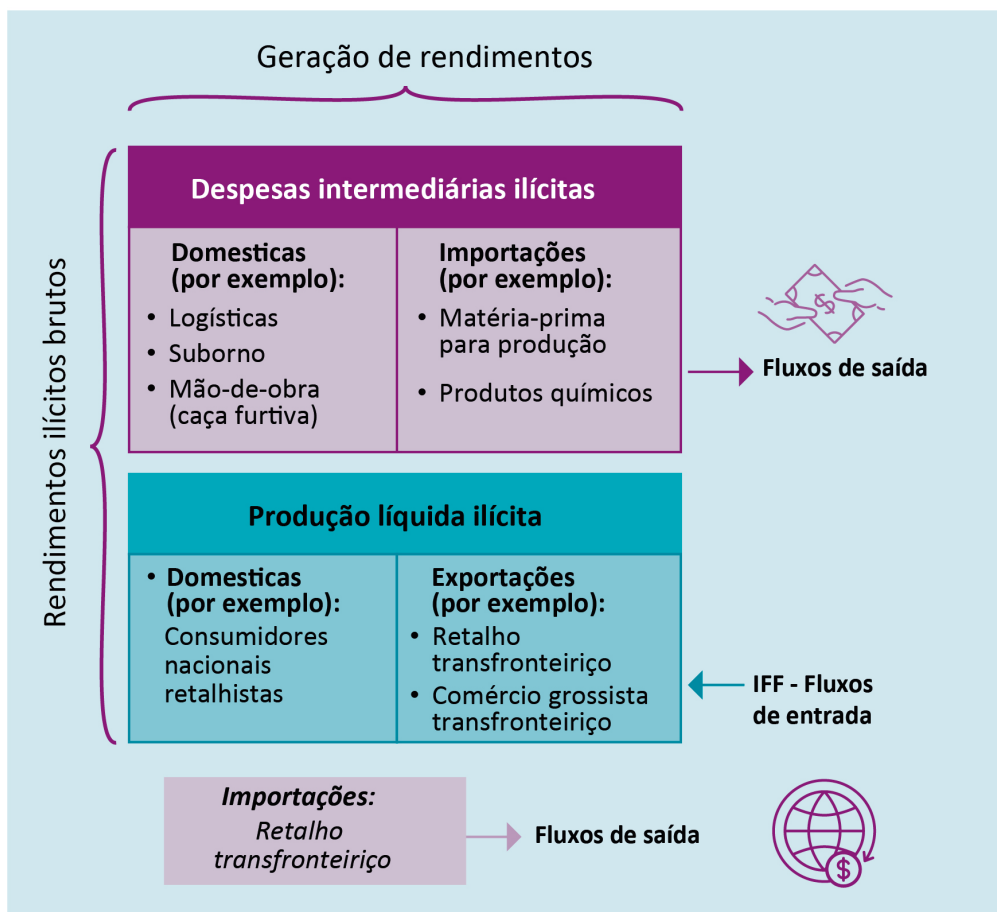 Geração de rendimentos
Rendimentos ilícitos brutos
Despesas intermediárias ilícitas
Domesticas
(por exemplo):
• Logísticas
• Suborno
• Mão-de-obra
(caça furtiva)
Importações
(por exemplo):
• Matéria-prima
para produção
• Produtos químicos
$
Fluxos de saída
Produção líquida ilícita
• Domesticas
(por exemplo):
Consumidores
nacionais
retalhistas
Exportações
(por exemplo):
• Retalho
transfronteiriço
• Comércio grossista
transfronteiriço
IFF - Fluxos
de entrada
Importações:
Retalho
transfronteiriço
Fluxos de saída
$